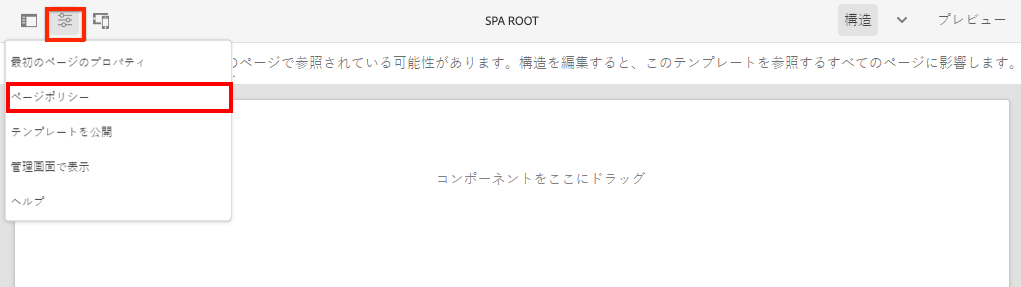 SPA ROOT
構造
プレビュー
のページで参照されている可能性があります。構造を編集すると、このテンプレートを参照するすべてのページに影響します。
最初のページのプロパティ
ページポリシー
テンプレートを公開
管理画面で表示
ヘルプ
コンポーネントをここにドラッグ